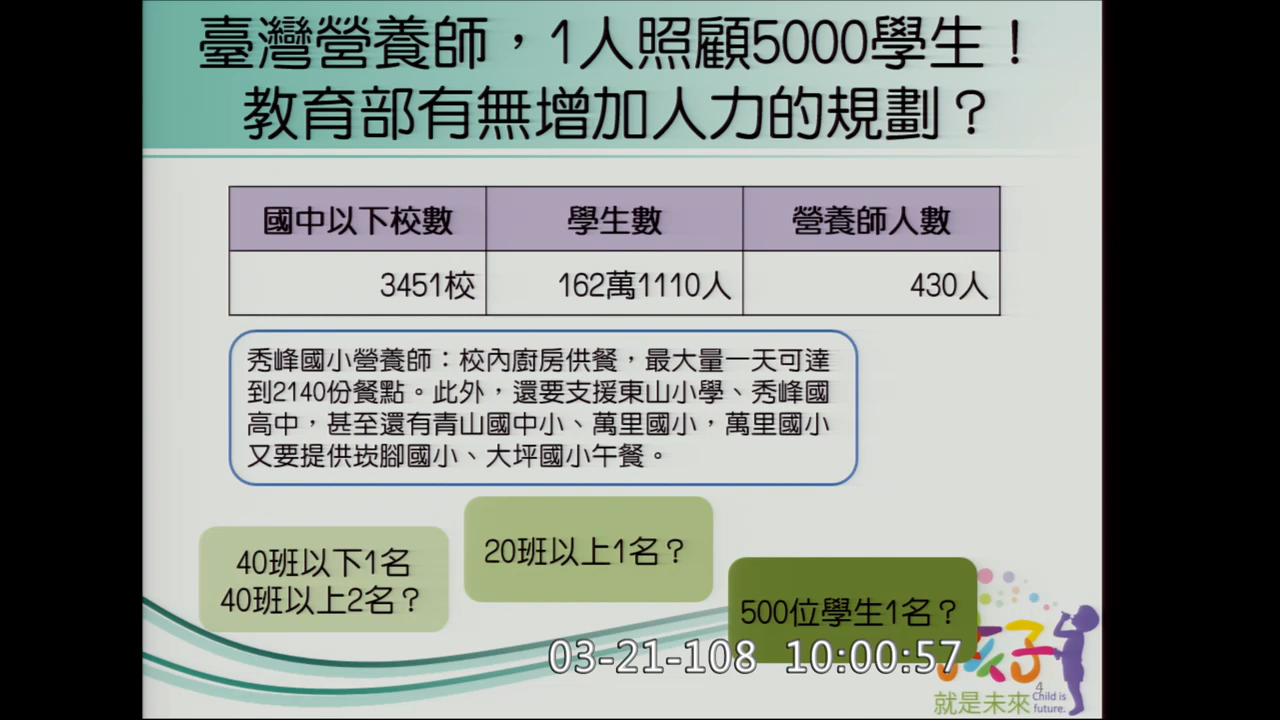 臺灣營養師，1人照顧5000學生！
教育部有無增加人力的規劃？
國中以下校數 學生數 營養師人數
3451校 162萬1110人 430人
秀峰國小營養師：校內廚房供餐，最大量一天可達
到2140份餐點。此外，還要支援東山小學、秀峰國
高中，甚至還有青山國中小、萬里國小，萬里國小
又要提供崁腳國小、大坪國小午餐。
20班以上1名？
40班以下1名
40班以上2名？
500位學生1名？
03-21-108 10:00:57
孩子
就是未來
Child is
future.
4